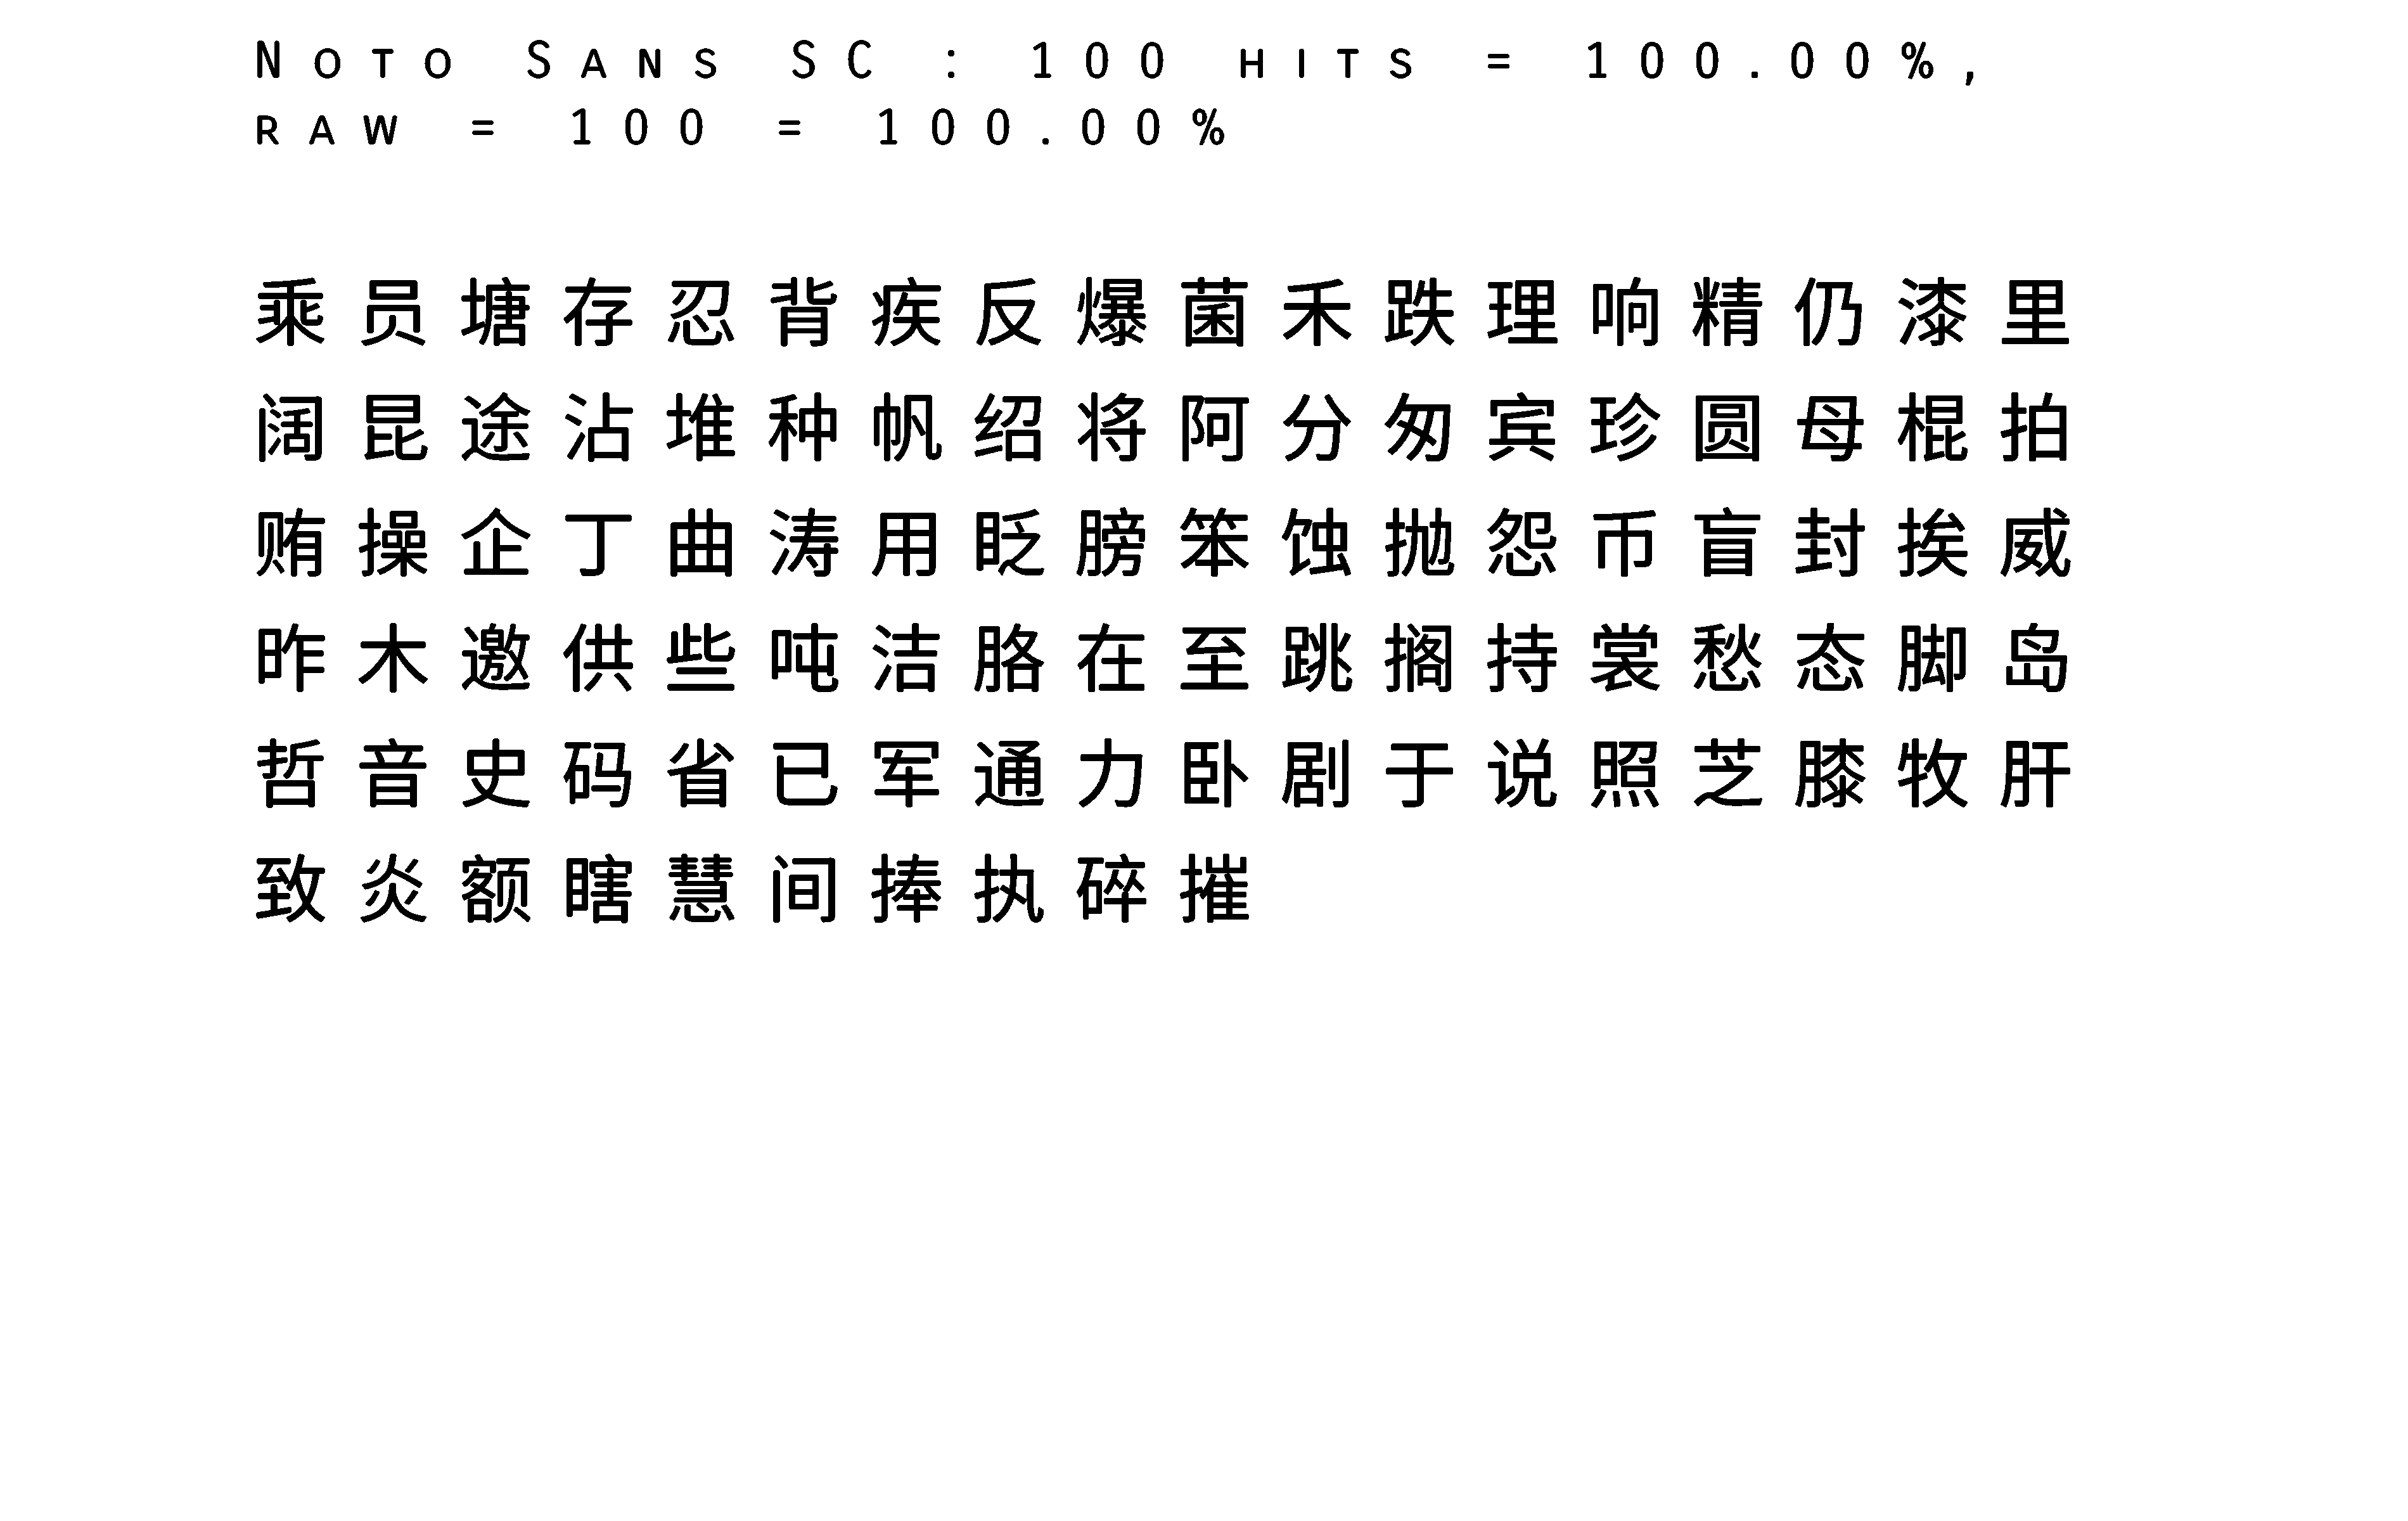 Noto Sans SC : 100 hits = 100.00%,
raw = 100 = 100.00%
乘员塘存忍背疾反爆菌禾跌理响精仍漆里
阔昆途沾堆种帆绍将阿分匆宾珍圆母棍拍
贿操企丁曲涛用眨膀笨蚀抛怨币盲封挨威
昨木邀供些吨洁胳在至跳搁持裳愁态脚岛
哲音史码省已军通力卧剧于说照芝膝牧肝
致炎额瞎慧间捧执碎摧